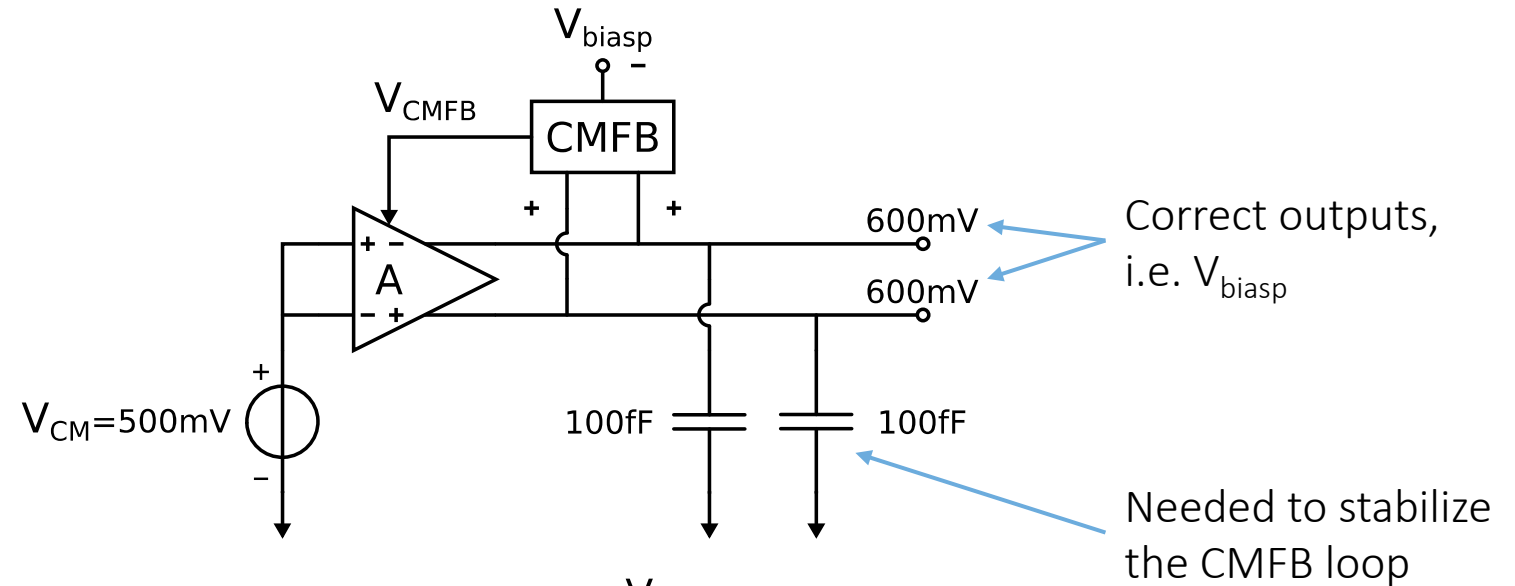 V_biasp
−
V_CMFB
CMFB
+ +
600mV
Correct outputs,
i.e. V_biasp
+ −
A
− +
600mV
+
V_CM=500mV
−
100fF
100fF
Needed to stabilize
the CMFB loop